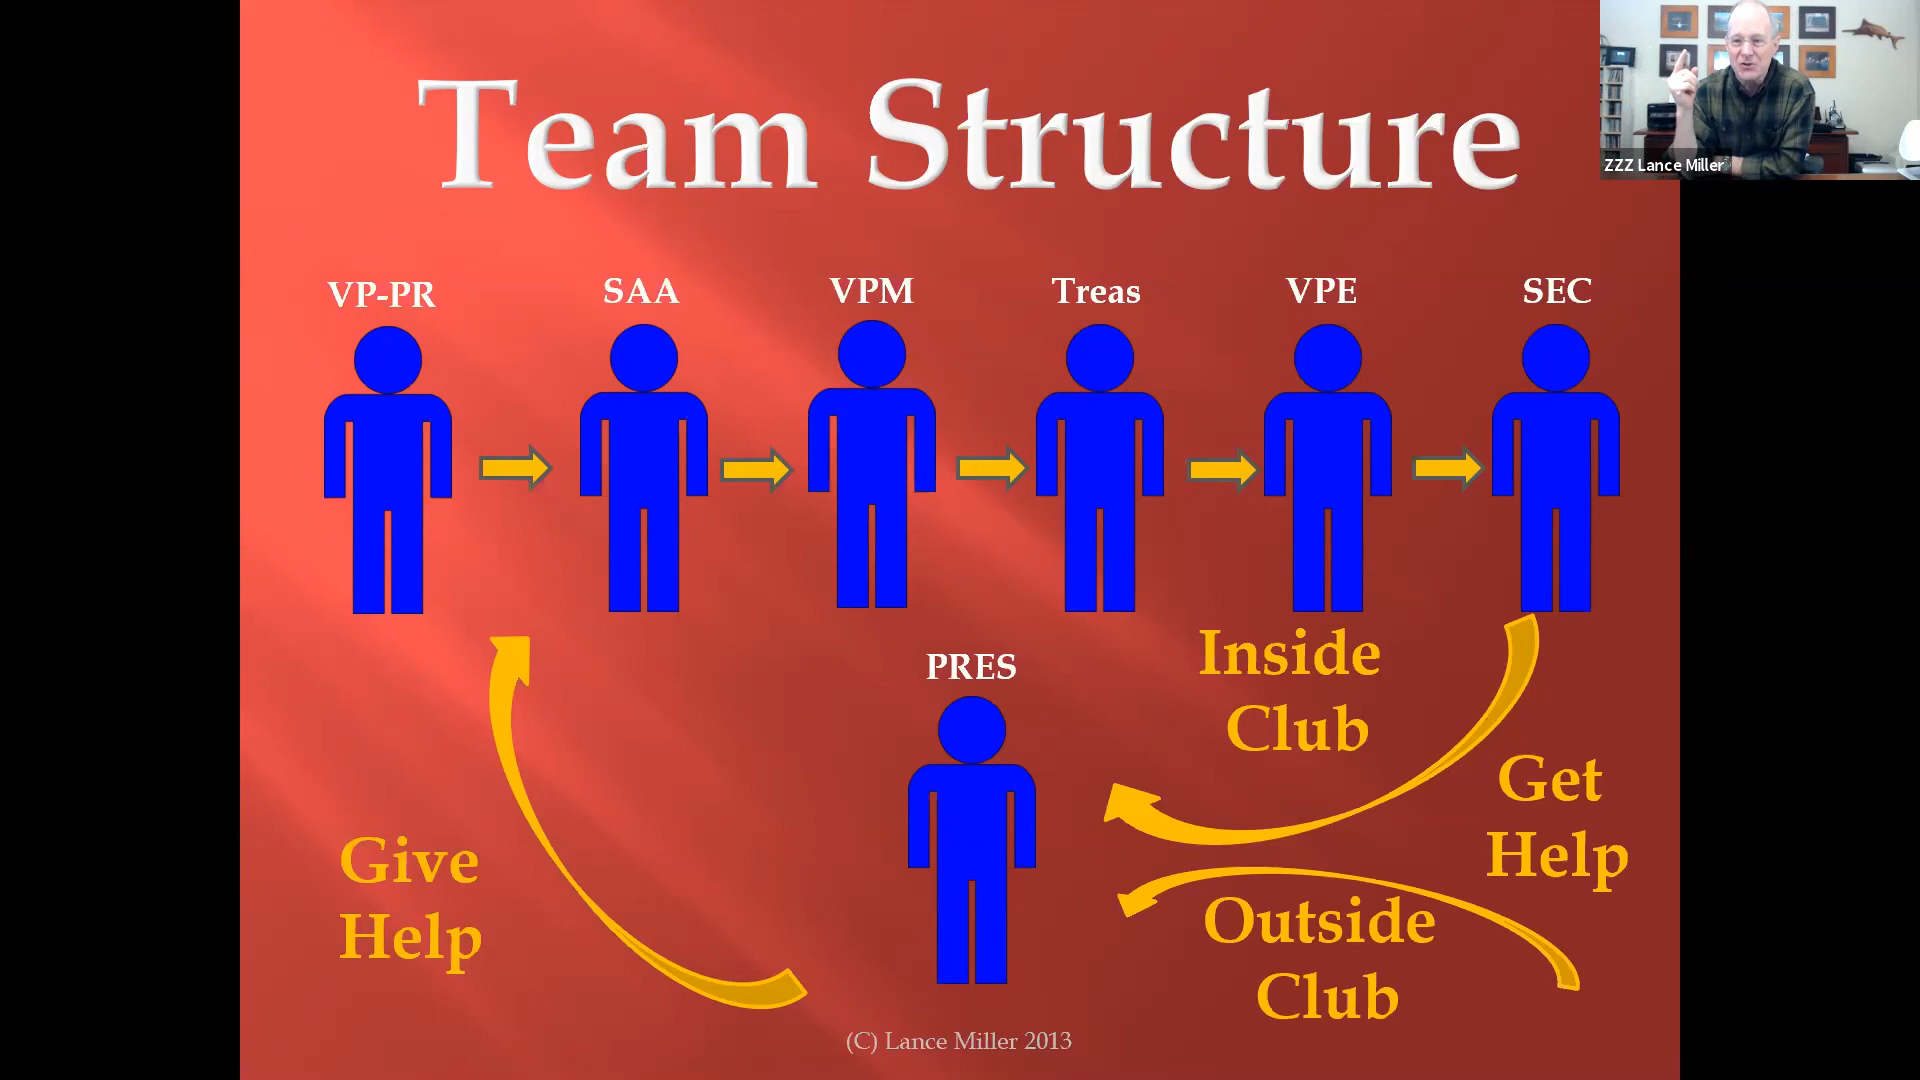 Team Structure
ZZZ Lance Miller
VP-PR
SAA
VPM
Treas
VPE
SEC
PRES
Inside
Club
Get
Help
Give
Help
Outside
Club
(C) Lance Miller 2013